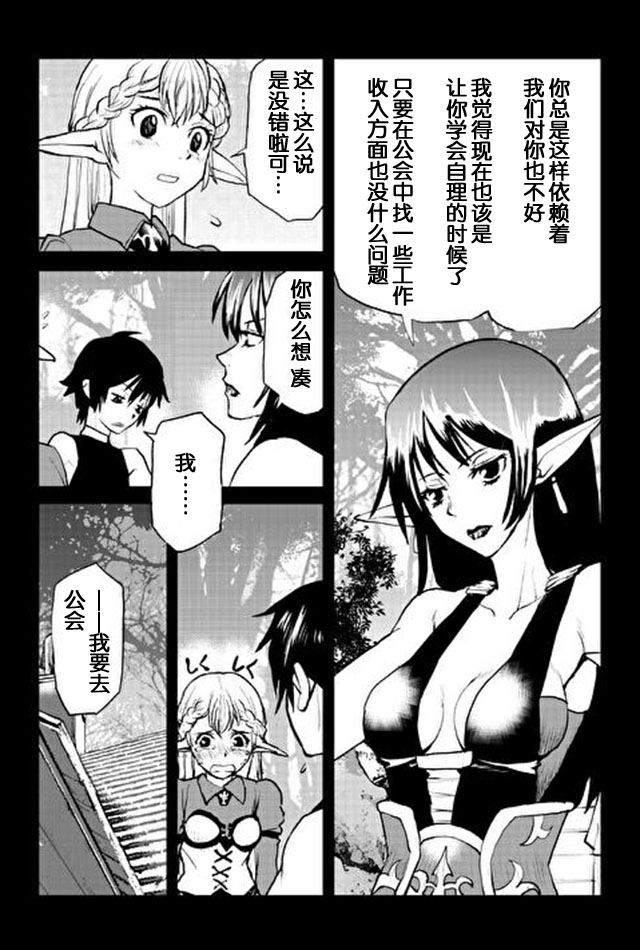 你总是这样依赖着
我们对你也不好
我觉得现在也该是
让你学会自理的时候了
只要在公会中找一些工作
收入方面也没什么问题
这…这么说
是没错啦可…
你怎么想 凑
我……
——我要去
公会